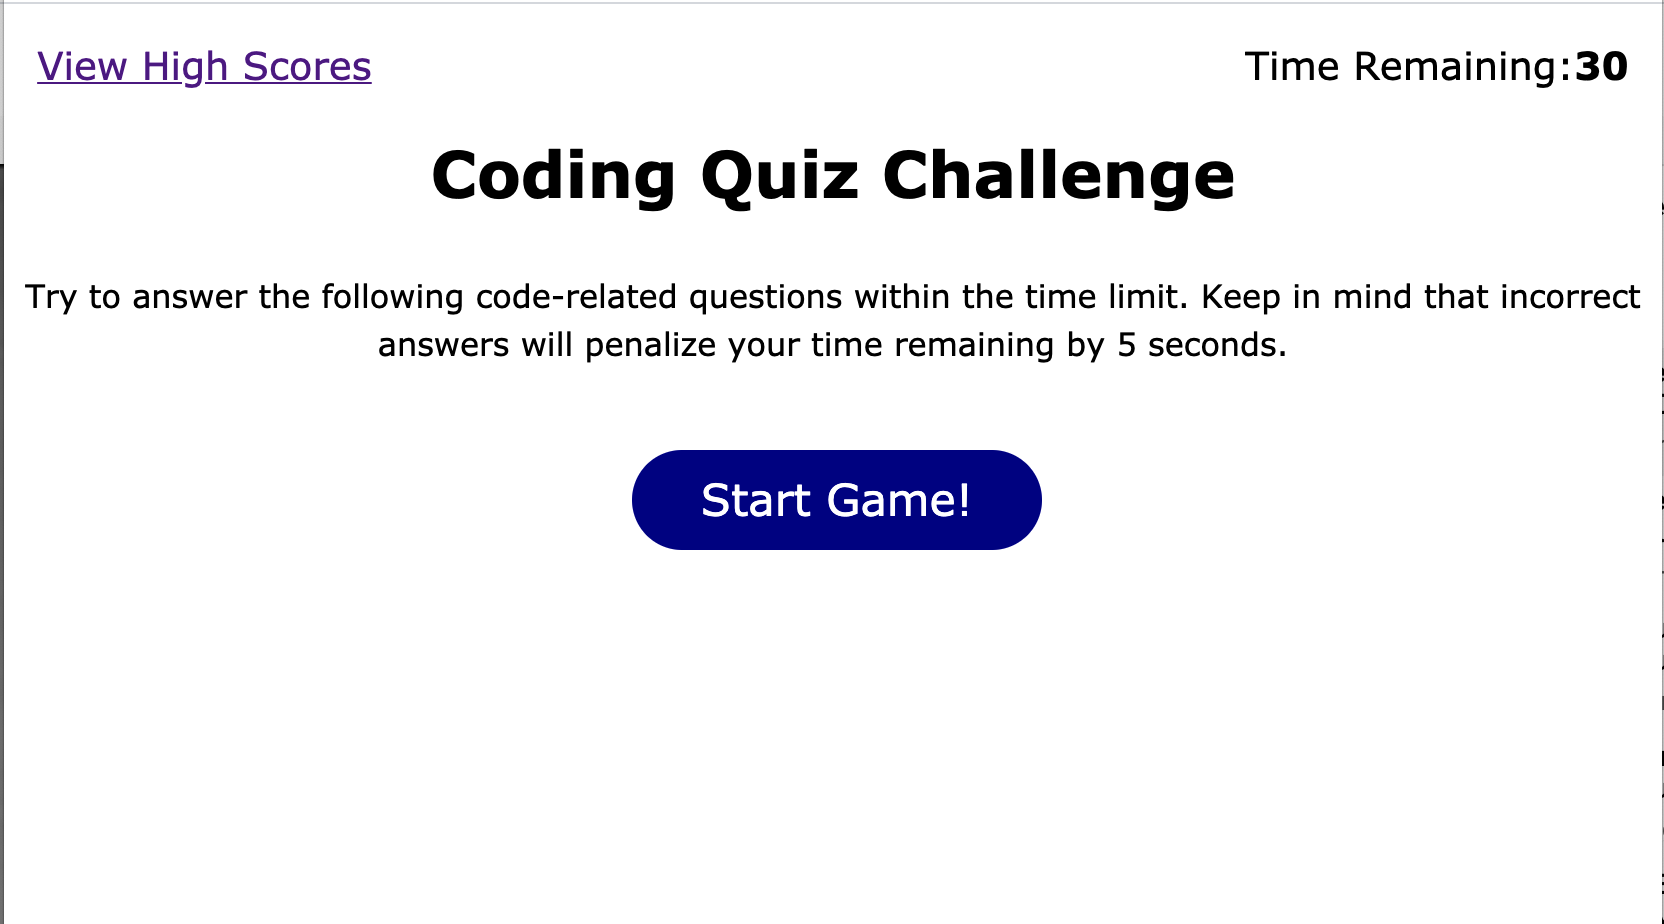 View High Scores
Time Remaining:30
Coding Quiz Challenge
Try to answer the following code-related questions within the time limit. Keep in mind that incorrect
answers will penalize your time remaining by 5 seconds.
Start Game!